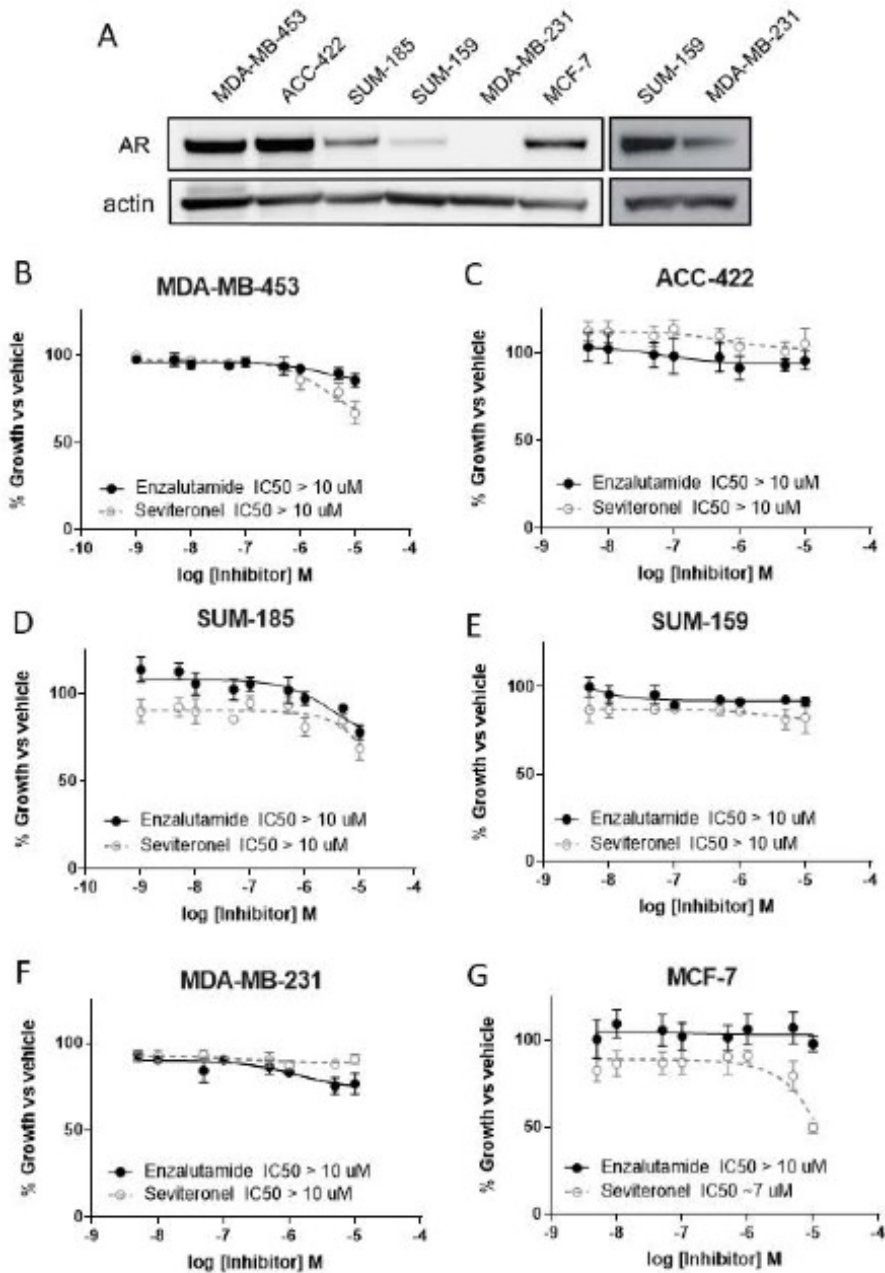 A
MDA-MB-453
ACC-422
SUM-185
SUM-159
MDA-MB-231
MCF-7
SUM-159
MDA-MB-231
AR
actin
B
MDA-MB-453
% Growth vs vehicle
100
50
0
Enzalutamide IC50 > 10 uM
Seviteronel IC50 > 10 uM
-10 -9 -8 -7 -6 -5 -4
log [Inhibitor] M
C
ACC-422
% Growth vs vehicle
100
50
0
Enzalutamide IC50 > 10 uM
Seviteronel IC50 > 10 uM
-9 -8 -7 -6 -5 -4
log [Inhibitor] M
D
SUM-185
% Growth vs vehicle
100
50
0
Enzalutamide IC50 > 10 uM
Seviteronel IC50 > 10 uM
-10 -9 -8 -7 -6 -5 -4
log [Inhibitor] M
E
SUM-159
% Growth vs vehicle
100
50
0
Enzalutamide IC50 > 10 uM
Seviteronel IC50 > 10 uM
-9 -8 -7 -6 -5 -4
log [Inhibitor] M
F
MDA-MB-231
% Growth vs vehicle
100
50
0
Enzalutamide IC50 > 10 uM
Seviteronel IC50 > 10 uM
-9 -8 -7 -6 -5 -4
log [Inhibitor] M
G
MCF-7
% Growth vs vehicle
100
50
0
Enzalutamide IC50 > 10 uM
Seviteronel IC50 ~7 uM
-9 -8 -7 -6 -5 -4
log [Inhibitor] M